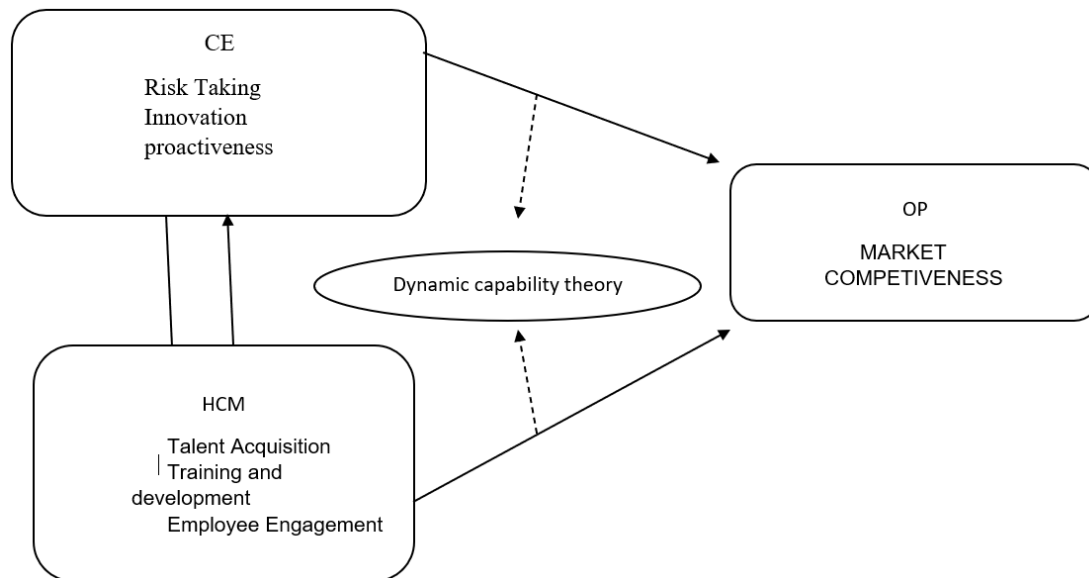 CE
Risk Taking
Innovation
proactiveness
OP
MARKET
COMPETIVENESS
Dynamic capability theory
HCM
Talent Acquisition
Training and
development
Employee Engagement